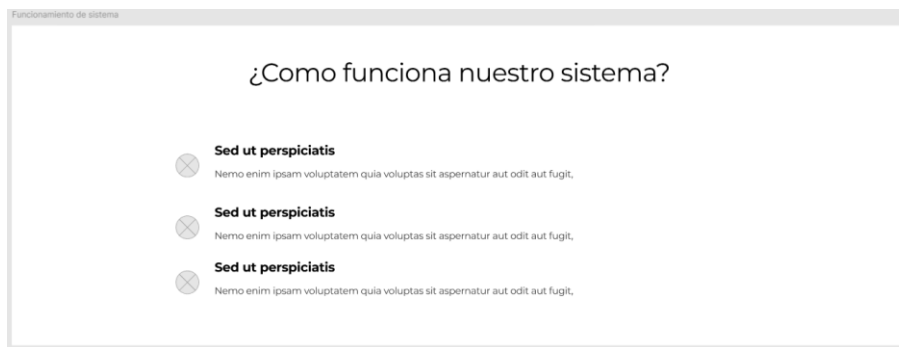 Funcionamiento de sistema
¿Como funciona nuestro sistema?
Sed ut perspiciatis
Nemo enim ipsam voluptatem quia voluptas sit aspernatur aut odit aut fugit,
Sed ut perspiciatis
Nemo enim ipsam voluptatem quia voluptas sit aspernatur aut odit aut fugit,
Sed ut perspiciatis
Nemo enim ipsam voluptatem quia voluptas sit aspernatur aut odit aut fugit,